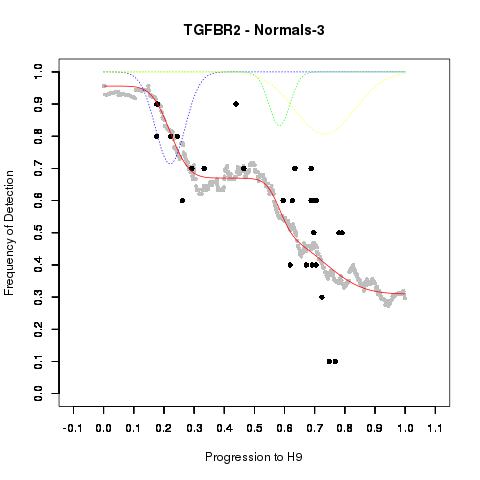 TGFBR2 - Normals-3
1.0
0.9
0.8
0.7
0.6
0.5
0.4
0.3
0.2
0.1
0.0
Frequency of Detection
-0.1 0.0 0.1 0.2 0.3 0.4 0.5 0.6 0.7 0.8 0.9 1.0 1.1
Progression to H9